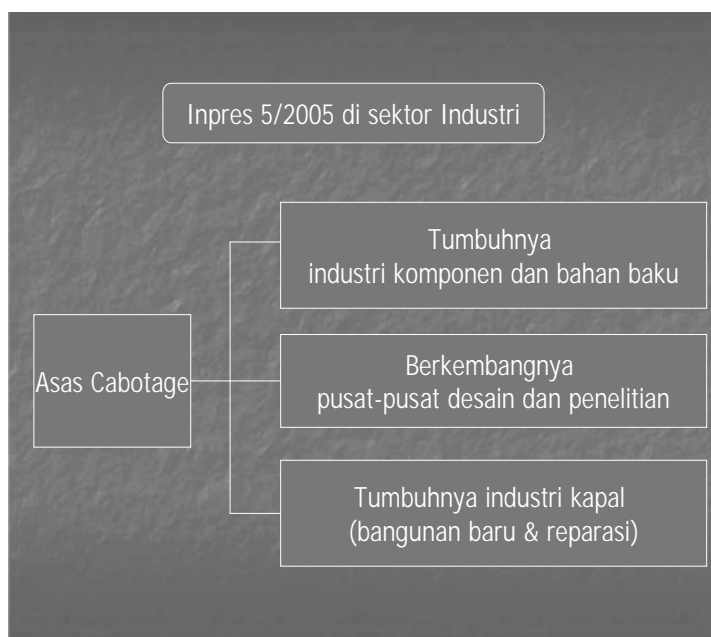 Inpres 5/2005 di sektor Industri
Tumbuhnya
industri komponen dan bahan baku
Asas Cabotage
Berkembangnya
pusat-pusat desain dan penelitian
Tumbuhnya industri kapal
(bangunan baru & reparasi)